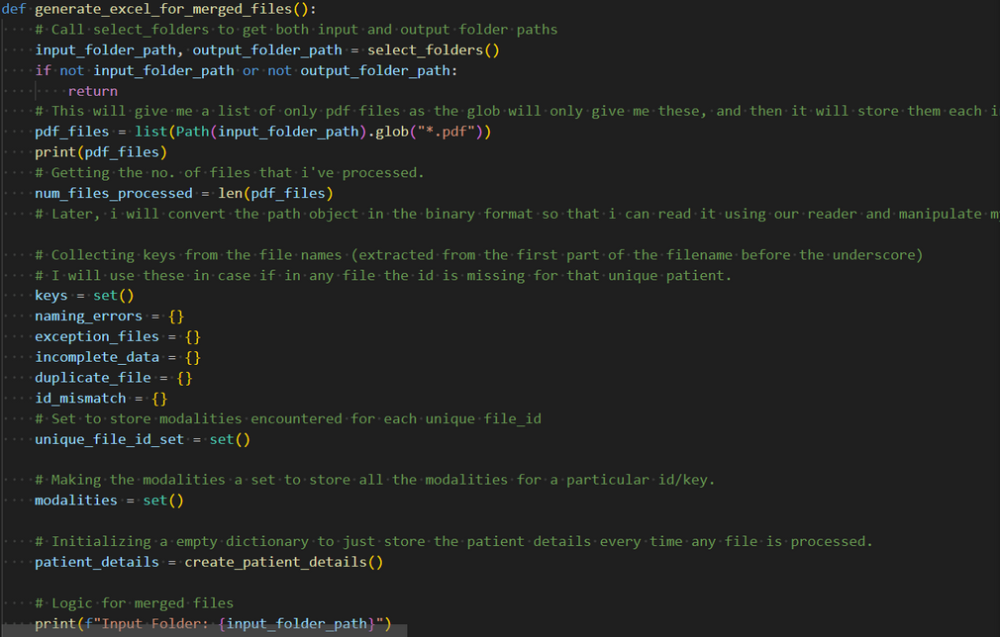 def generate_excel_for_merged_files():
# Call select_folders to get both input and output folder paths
input_folder_path, output_folder_path = select_folders()
if not input_folder_path or not output_folder_path:
return
# This will give me a list of only pdf files as the glob will only give me these, and then it will store them each i
pdf_files = list(Path(input_folder_path).glob("*.pdf"))
print(pdf_files)
# Getting the no. of files that i've processed.
num_files_processed = len(pdf_files)
# Later, i will convert the path object in the binary format so that i can read it using our reader and manipulate m
# Collecting keys from the file names (extracted from the first part of the filename before the underscore)
# I will use these in case if in any file the id is missing for that unique patient.
keys = set()
naming_errors = {}
exception_files = {}
incomplete_data = {}
duplicate_file = {}
id_mismatch = {}
# Set to store modalities encountered for each unique file_id
unique_file_id_set = set()
# Making the modalities a set to store all the modalities for a particular id/key.
modalities = set()
# Initializing a empty dictionary to just store the patient details every time any file is processed.
patient_details = create_patient_details()
# Logic for merged files
print(f"Input Folder: {input_folder_path}")